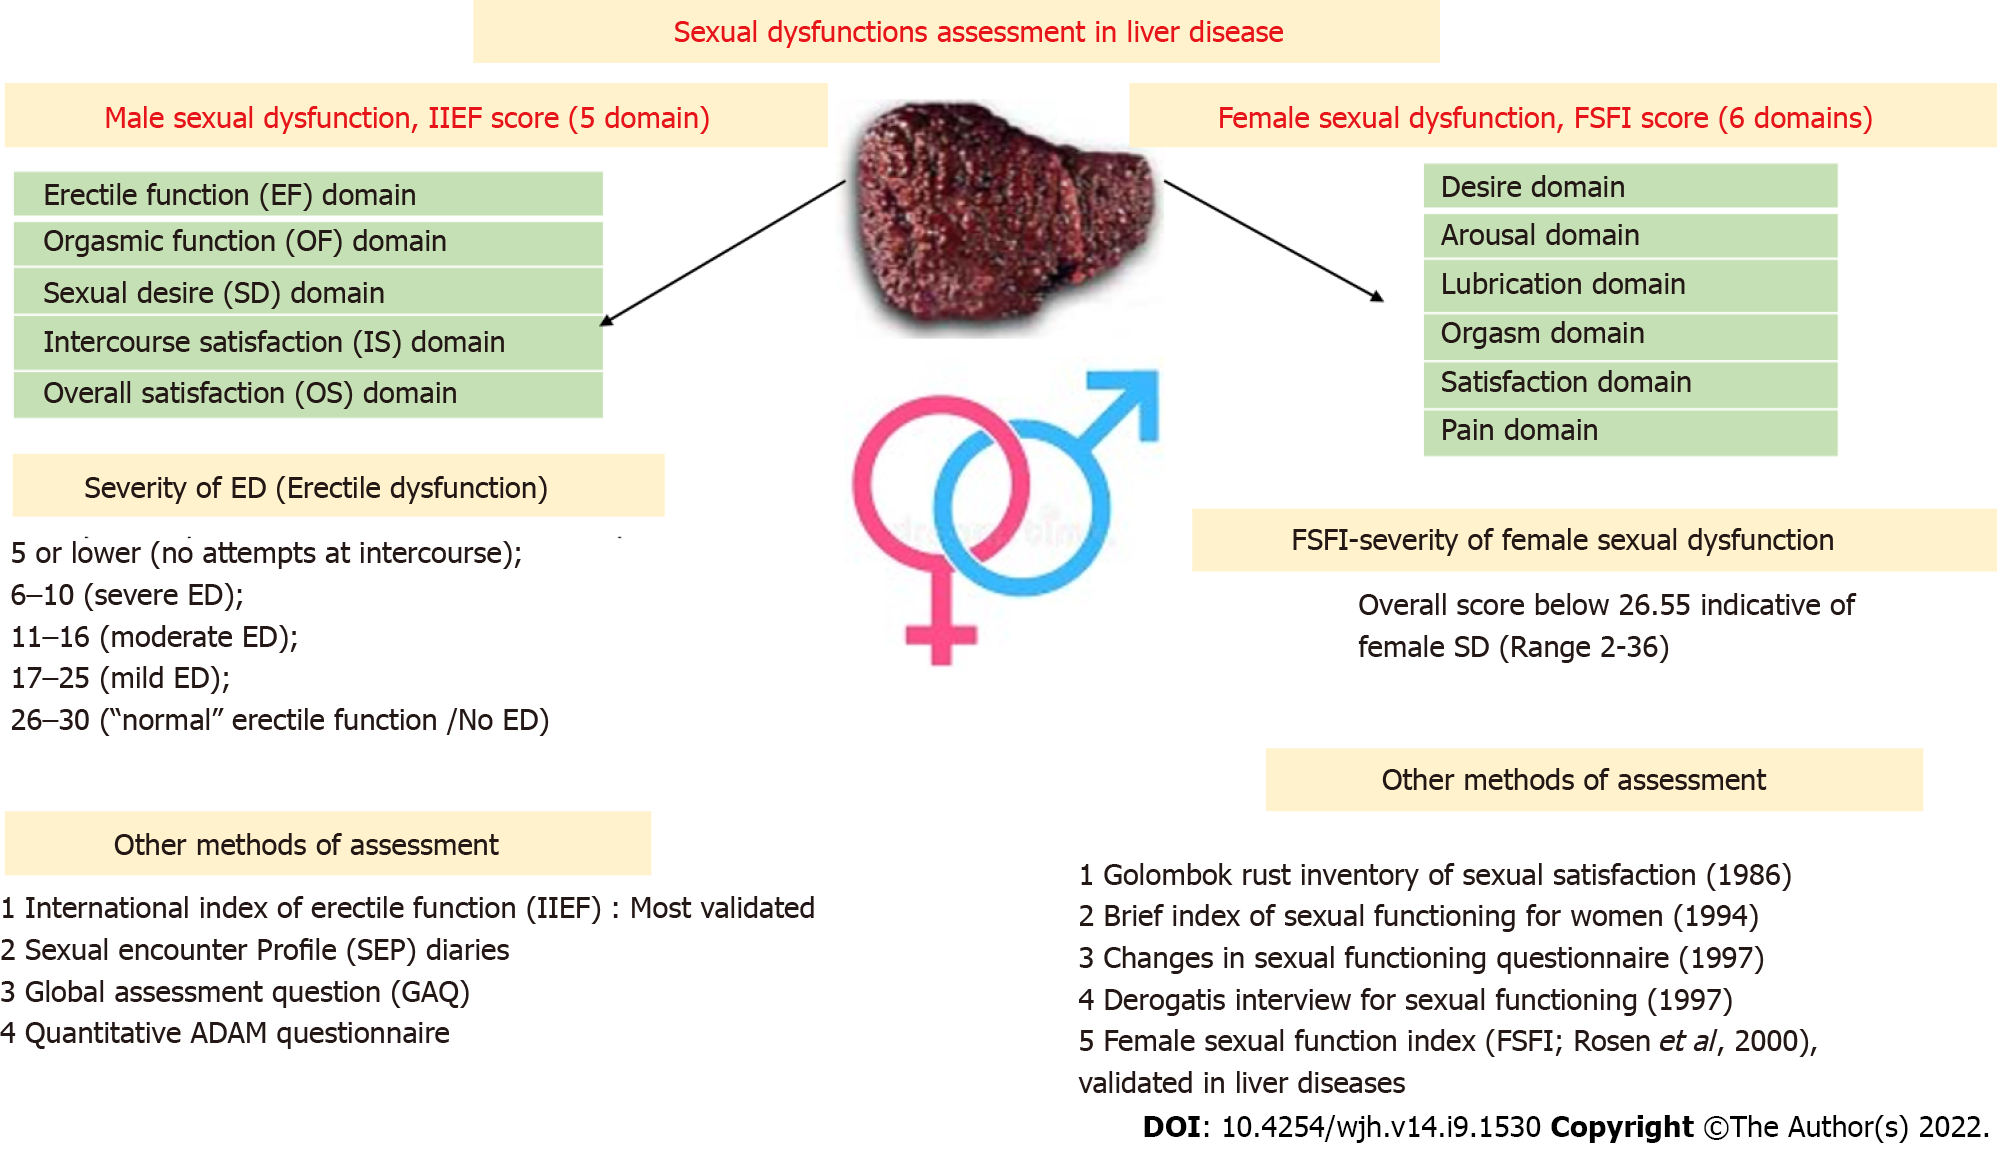 Sexual dysfunctions assessment in liver disease
Male sexual dysfunction, IIEF score (5 domain)
Erectile function (EF) domain
Orgasmic function (OF) domain
Sexual desire (SD) domain
Intercourse satisfaction (IS) domain
Overall satisfaction (OS) domain
Severity of ED (Erectile dysfunction)
5 or lower (no attempts at intercourse);
6–10 (severe ED);
11–16 (moderate ED);
17–25 (mild ED);
26–30 (“normal” erectile function /No ED)
Other methods of assessment
1 International index of erectile function (IIEF) : Most validated
2 Sexual encounter Profile (SEP) diaries
3 Global assessment question (GAQ)
4 Quantitative ADAM questionnaire
Female sexual dysfunction, FSFI score (6 domains)
Desire domain
Arousal domain
Lubrication domain
Orgasm domain
Satisfaction domain
Pain domain
FSFI-severity of female sexual dysfunction
Overall score below 26.55 indicative of
female SD (Range 2-36)
Other methods of assessment
1 Golombok rust inventory of sexual satisfaction (1986)
2 Brief index of sexual functioning for women (1994)
3 Changes in sexual functioning questionnaire (1997)
4 Derogatis interview for sexual functioning (1997)
5 Female sexual function index (FSFI; Rosen et al, 2000),
validated in liver diseases
DOI: 10.4254/wjh.v14.i9.1530 Copyright ©The Author(s) 2022.